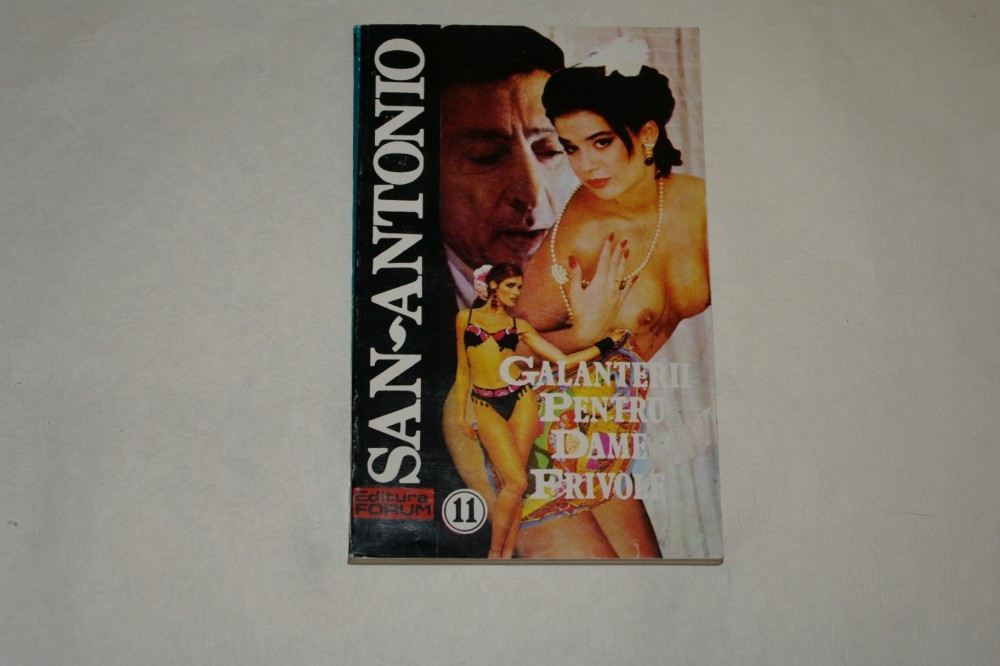 SAN-ANTONIO
GALANTERII
PENTRU
DAME
FRIVOLE
Editura
FORUM
11